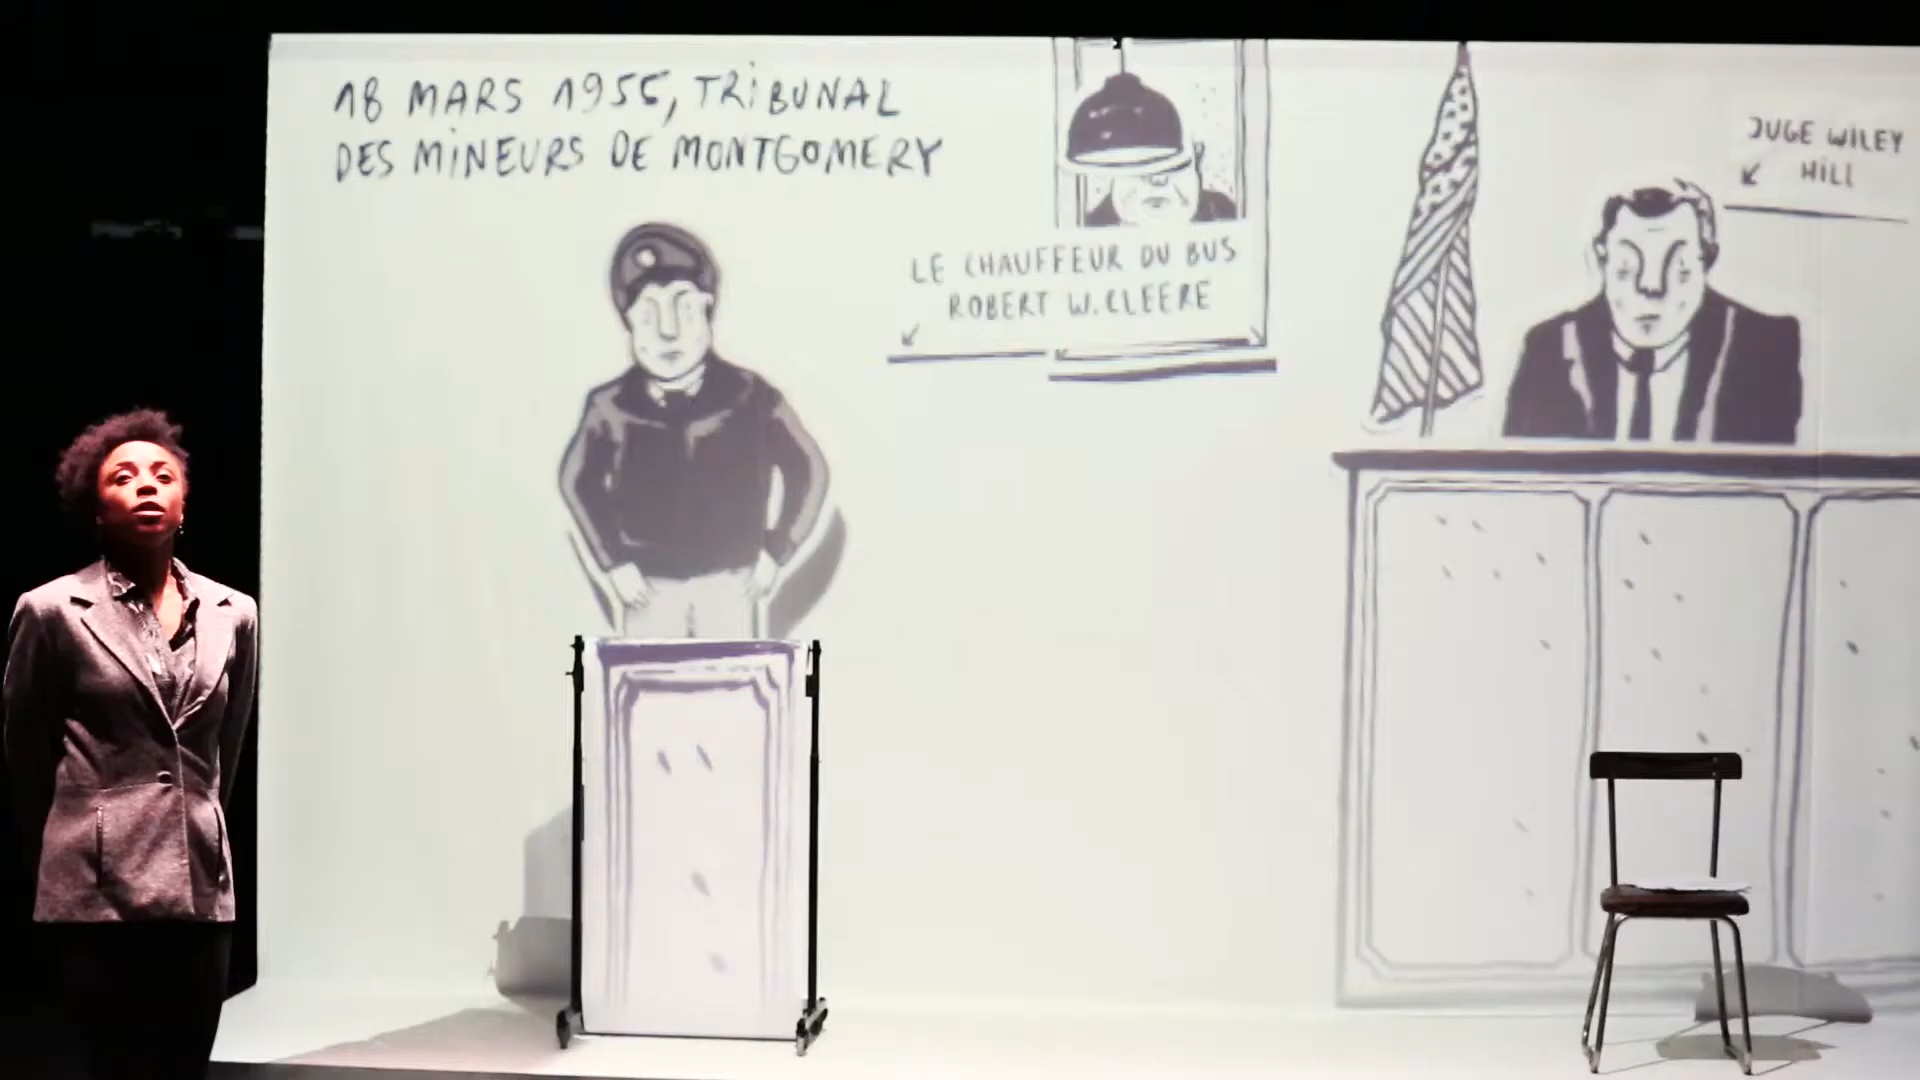 18 MARS 1955, TRIBUNAL
DES MINEURS DE MONTGOMERY
LE CHAUFFEUR DU BUS
ROBERT W. CLEERE
JUGE WILEY
HILL